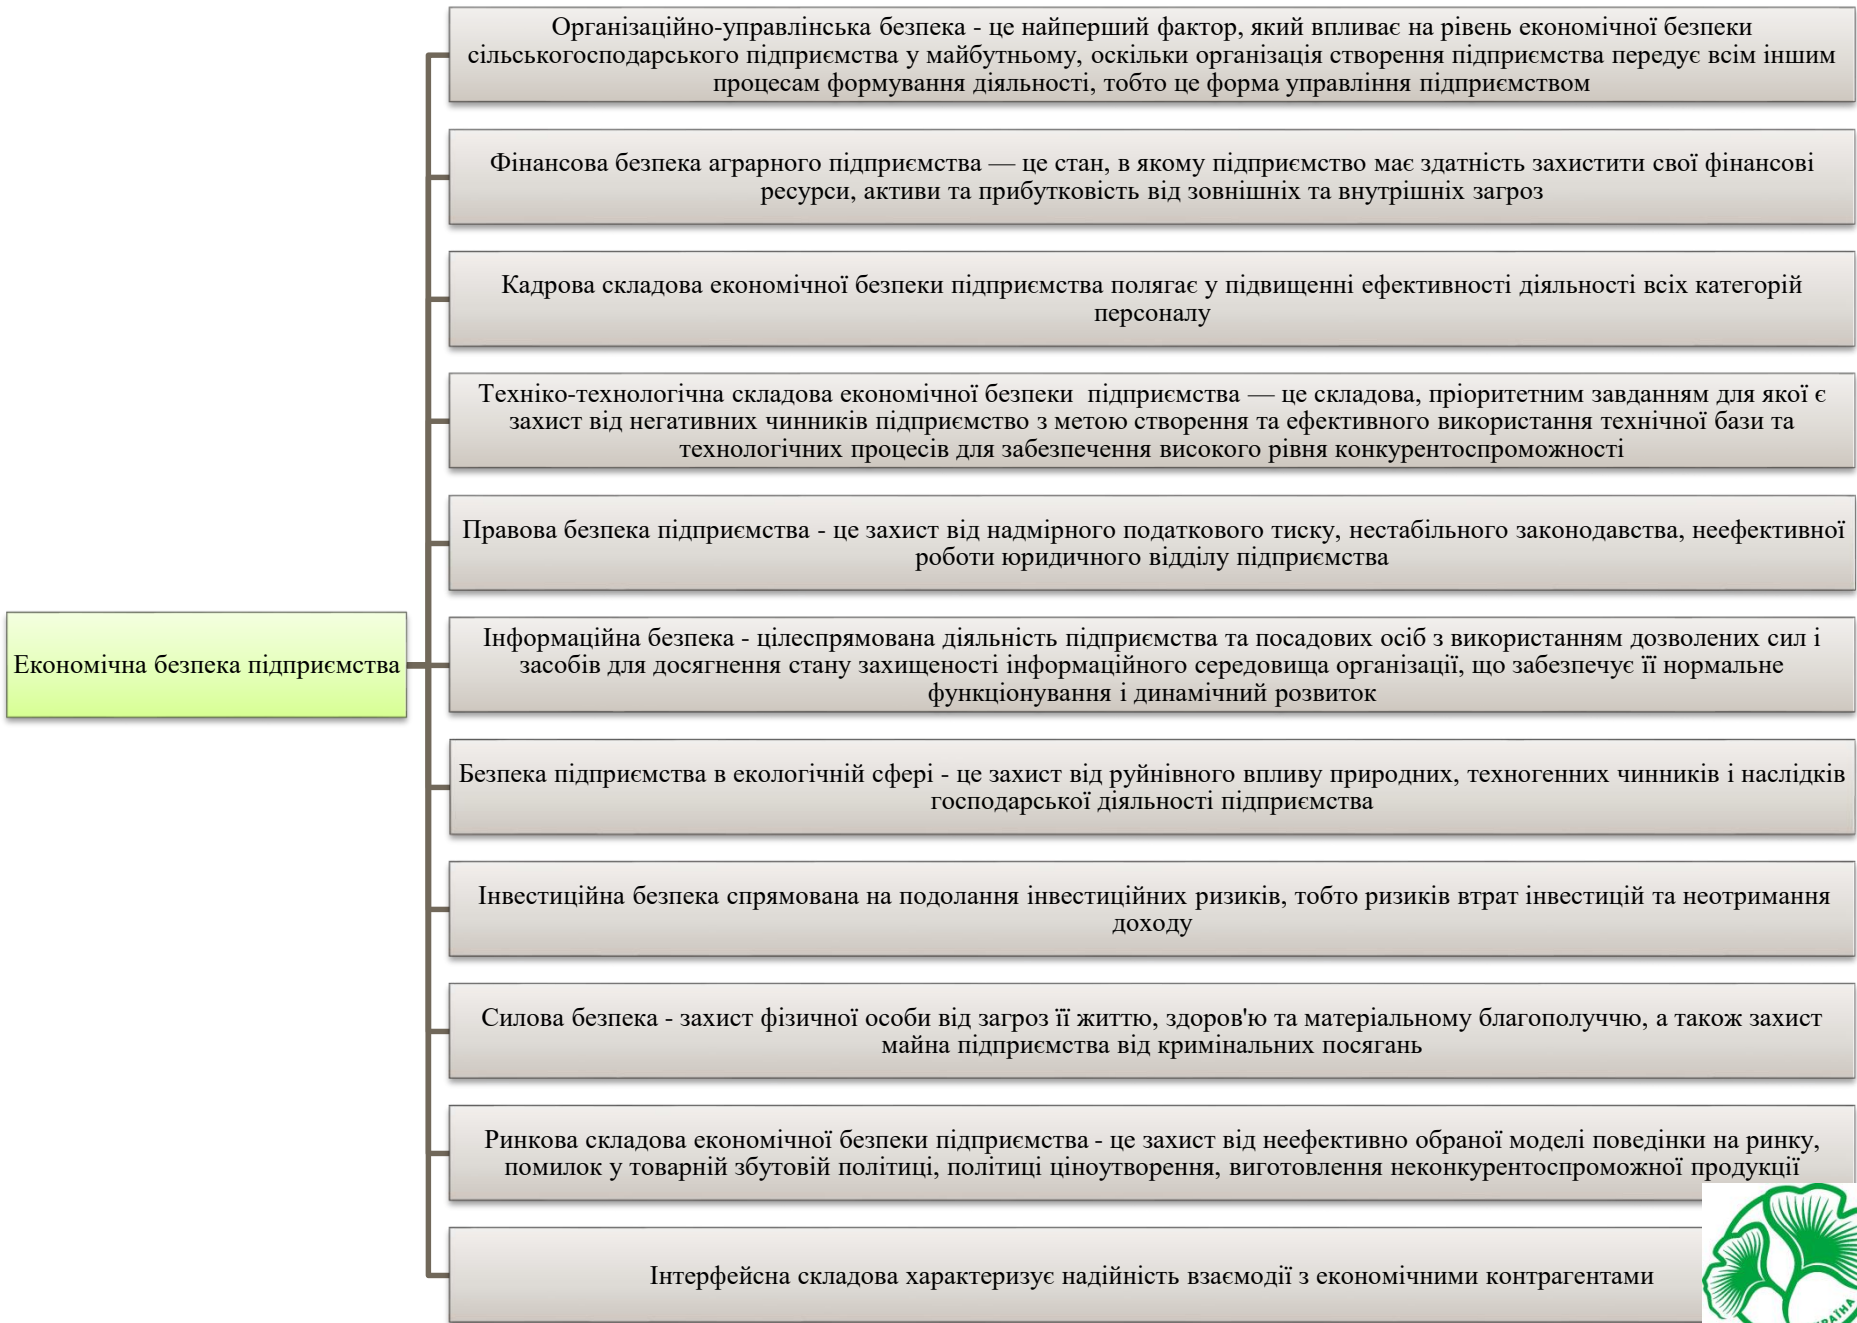 Організаційно-управлінська безпека - це найперший фактор, який впливає на рівень економічної безпеки
сільськогосподарського підприємства у майбутньому, оскільки організація створення підприємства передує всім іншим
процесам формування діяльності, тобто це форма управління підприємством
Фінансова безпека аграрного підприємства — це стан, в якому підприємство має здатність захистити свої фінансові
ресурси, активи та прибутковість від зовнішніх та внутрішніх загроз
Кадрова складова економічної безпеки підприємства полягає у підвищенні ефективності діяльності всіх категорій
персоналу
Техніко-технологічна складова економічної безпеки  підприємства — це складова, пріоритетним завданням для якої є
захист від негативних чинників підприємство з метою створення та ефективного використання технічної бази та
технологічних процесів для забезпечення високого рівня конкурентоспроможності
Правова безпека підприємства - це захист від надмірного податкового тиску, нестабільного законодавства, неефективної
роботи юридичного відділу підприємства
Економічна безпека підприємства
Інформаційна безпека - цілеспрямована діяльність підприємства та посадових осіб з використанням дозволених сил і
засобів для досягнення стану захищеності інформаційного середовища організації, що забезпечує її нормальне
функціонування і динамічний розвиток
Безпека підприємства в екологічній сфері - це захист від руйнівного впливу природних, техногенних чинників і наслідків
господарської діяльності підприємства
Інвестиційна безпека спрямована на подолання інвестиційних ризиків, тобто ризиків втрат інвестицій та неотримання
доходу
Силова безпека - захист фізичної особи від загроз її життю, здоров'ю та матеріальному благополуччю, а також захист
майна підприємства від кримінальних посягань
Ринкова складова економічної безпеки підприємства - це захист від неефективно обраної моделі поведінки на ринку,
помилок у товарній збутовій політиці, політиці ціноутворення, виготовлення неконкурентоспроможної продукції
Інтерфейсна складова характеризує надійність взаємодії з економічними контрагентами